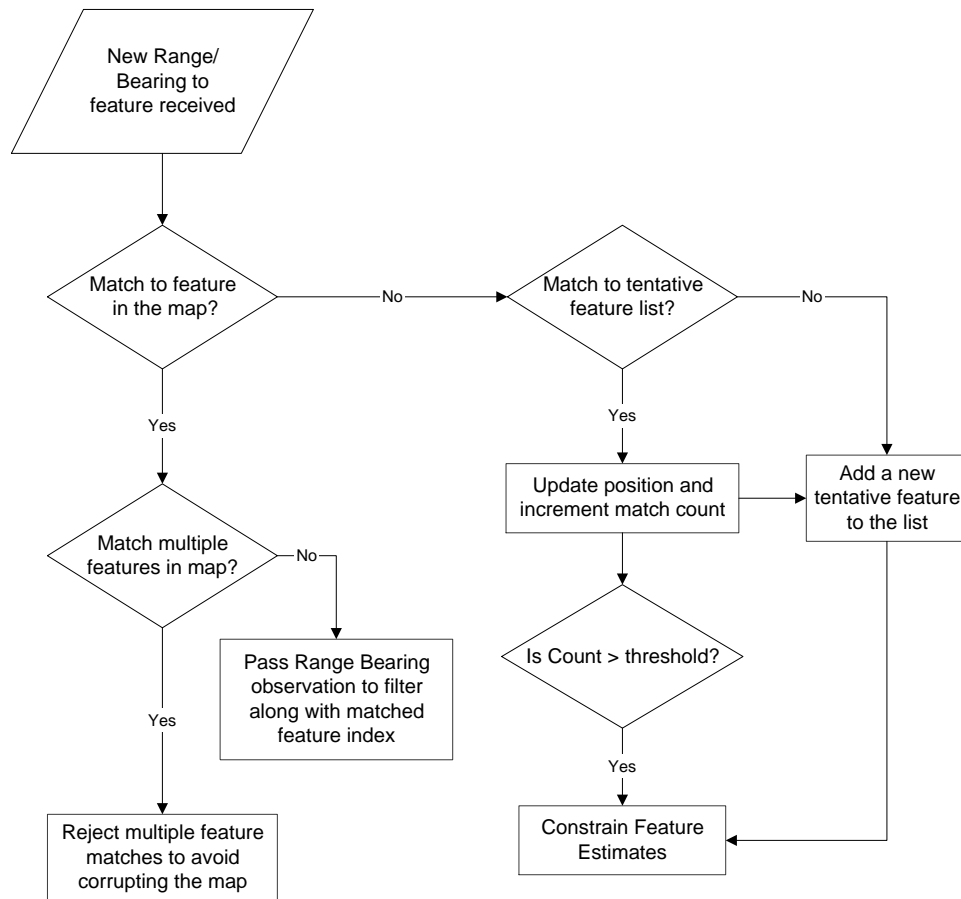 New Range/
Bearing to
feature received
Match to feature
in the map?
No
Match to tentative
feature list?
No
Yes
Yes
Update position and
increment match count
Add a new
tentative feature
to the list
Match multiple
features in map?
No
Is Count > threshold?
Pass Range Bearing
observation to filter
along with matched
feature index
Yes
Yes
Reject multiple feature
matches to avoid
corrupting the map
Constrain Feature
Estimates